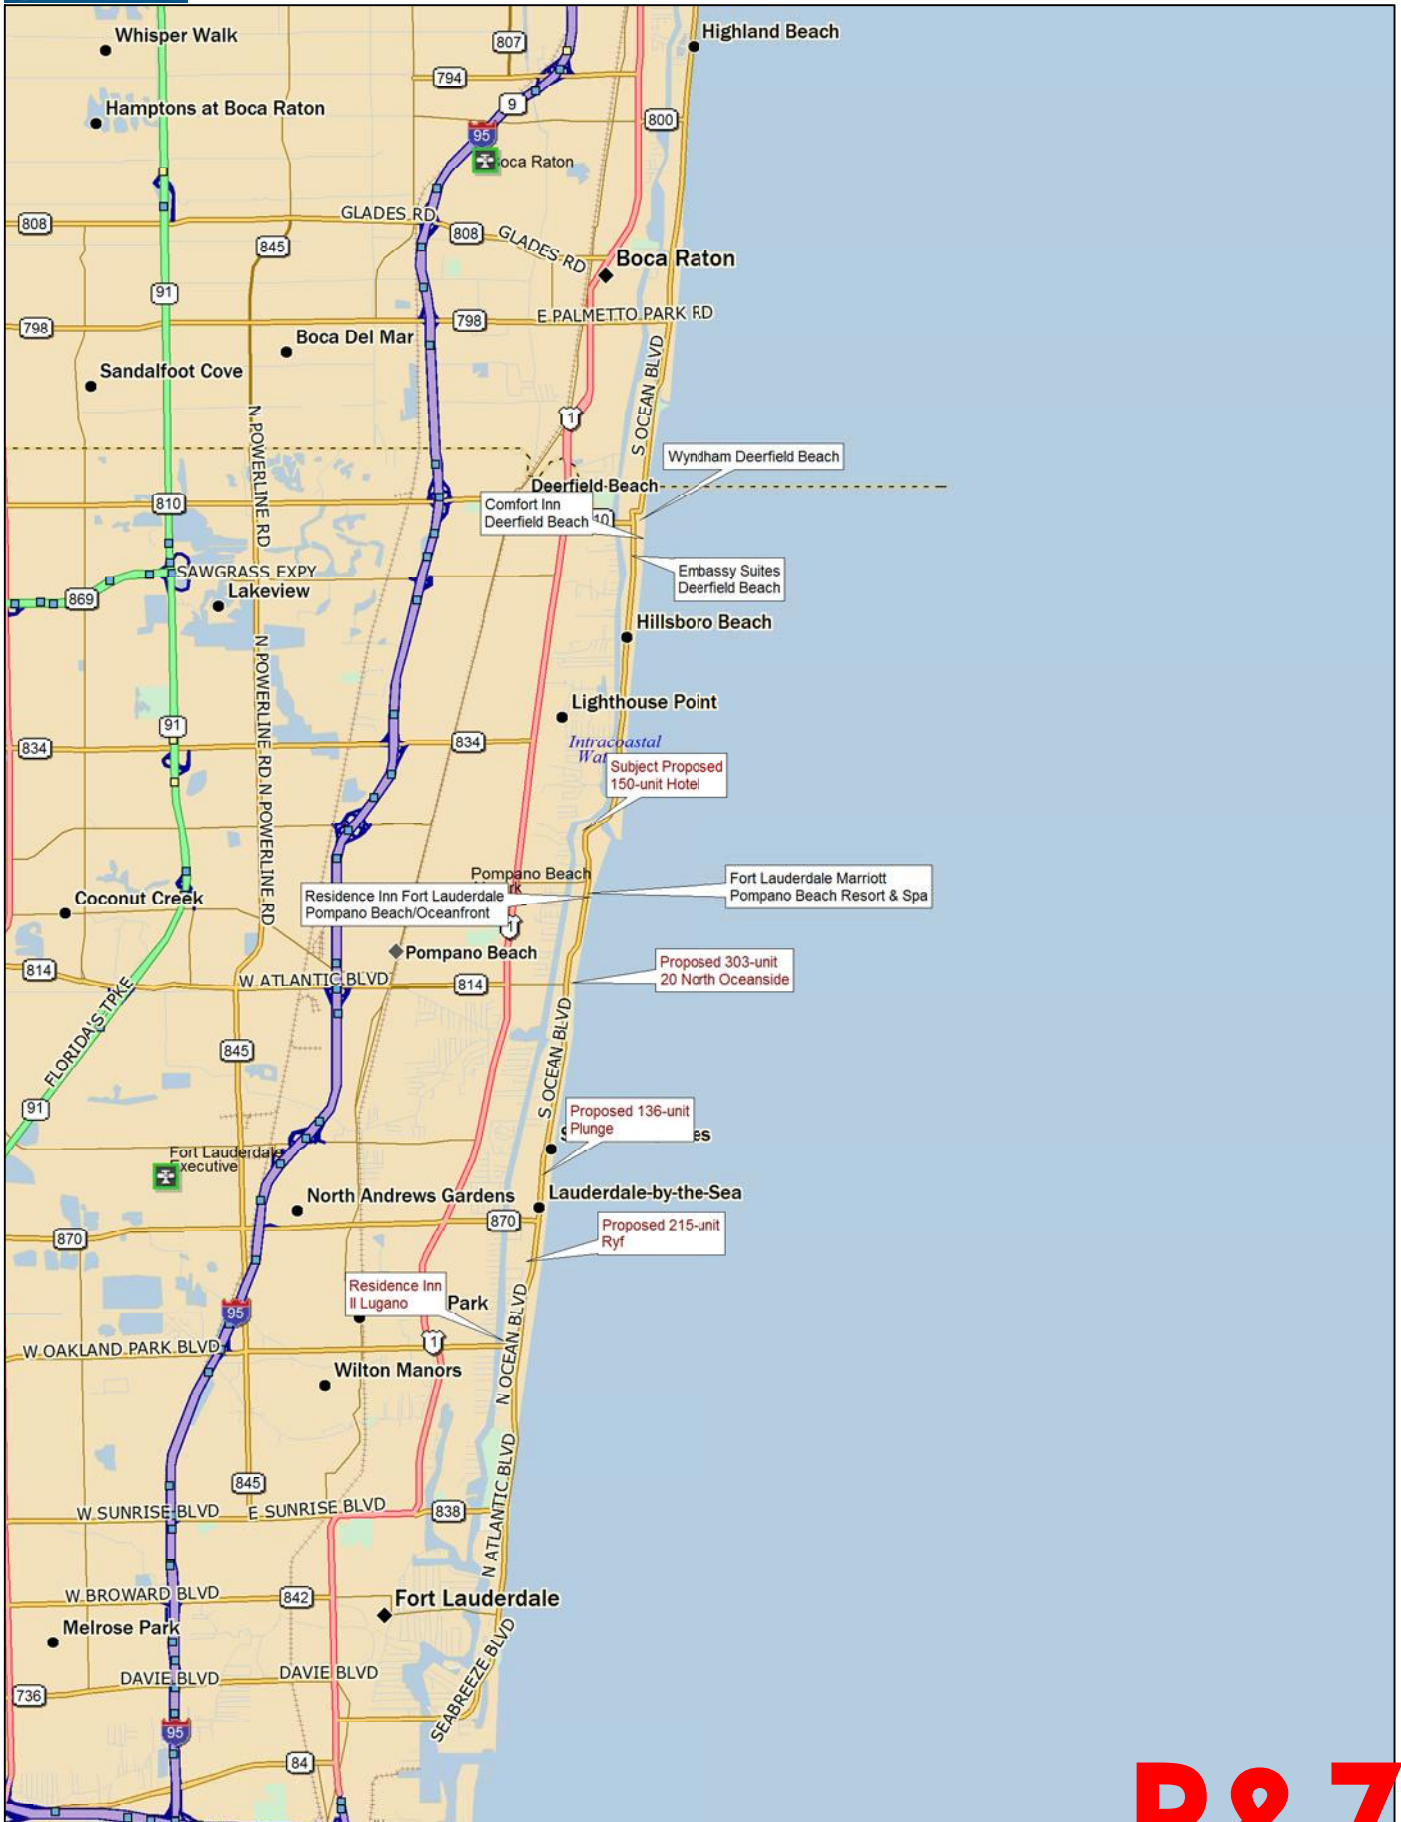 Whisper Walk
807
Highland Beach
794
9
Hamptons at Boca Raton
800
95
Boca Raton
808
GLADES RD
845
808
GLADES RD
Boca Raton
91
798
798
E PALMETTO PARK RD
Boca Del Mar
Sandalfoot Cove
S OCEAN BLVD
1
N POWERLINE RD
Wyndham Deerfield Beach
Deerfield Beach
810
Comfort Inn
Deerfield Beach
10
SAWGRASS EXPY
Embassy Suites
Deerfield Beach
869
Lakeview
Hillsboro Beach
N POWERLINE RD
Lighthouse Point
91
834
834
Intracoastal
Wat
Subject Proposed
150-unit Hotel
N POWERLINE RD
Pompano Beach
rk
Fort Lauderdale Marriott
Pompano Beach Resort & Spa
Residence Inn Fort Lauderdale
Pompano Beach/Oceanfront
Coconut Creek
1
Pompano Beach
814
Proposed 303-unit
20 North Oceanside
W ATLANTIC BLVD
814
FLORIDA'S TPKE
S OCEAN BLVD
845
91
Proposed 136-unit
Plunge
S
es
Fort Lauderdale
Executive
North Andrews Gardens
Lauderdale-by-the-Sea
870
870
Proposed 215-unit
Ryf
Residence Inn
Il Lugano
Park
95
1
N OCEAN BLVD
W OAKLAND PARK BLVD
Wilton Manors
N ATLANTIC BLVD
845
W SUNRISE BLVD
E SUNRISE BLVD
838
W BROWARD BLVD
842
Fort Lauderdale
Melrose Park
SEABREEZE BLVD
DAVIE BLVD
DAVIE BLVD
736
95
84